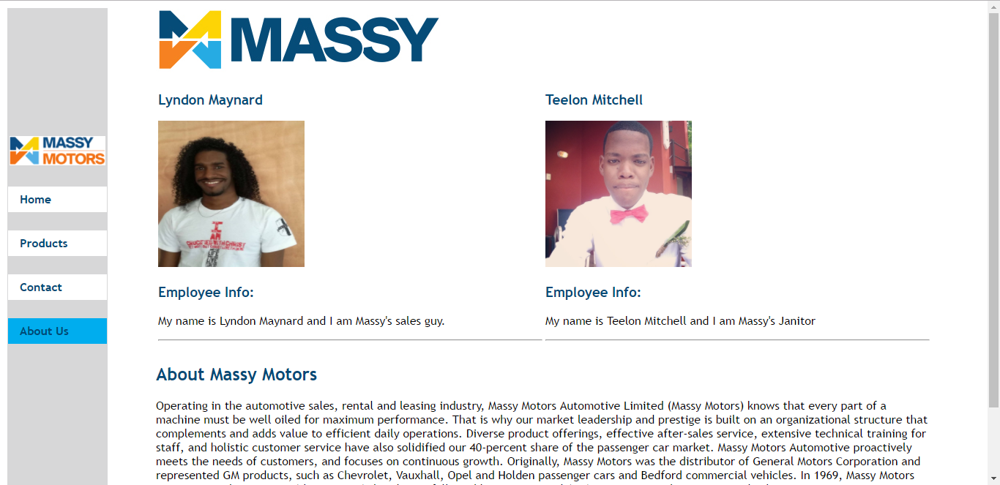 MASSY
MASSY
MOTORS
Home
Products
Contact
About Us
Lyndon Maynard
Teelon Mitchell
I
AM
CRUCIFIED WITH CHRIST
Employee Info:
Employee Info:
My name is Lyndon Maynard and I am Massy's sales guy.
My name is Teelon Mitchell and I am Massy's Janitor
About Massy Motors
Operating in the automotive sales, rental and leasing industry, Massy Motors Automotive Limited (Massy Motors) knows that every part of a
machine must be well oiled for maximum performance. That is why our market leadership and prestige is built on an organizational structure that
complements and adds value to efficient daily operations. Diverse product offerings, effective after-sales service, extensive technical training for
staff, and holistic customer service have also solidified our 40-percent share of the passenger car market. Massy Motors Automotive proactively
meets the needs of customers, and focuses on continuous growth. Originally, Massy Motors was the distributor of General Motors Corporation and
represented GM products, such as Chevrolet, Vauxhall, Opel and Holden passenger cars and Bedford commercial vehicles. In 1969, Massy Motors